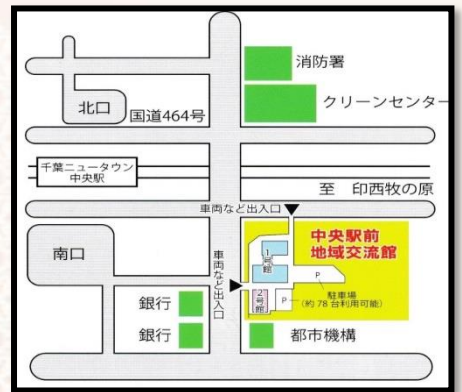 消防署
クリーンセンター
北口
国道464号
千葉ニュータウン
中央駅
至 印西牧の原
車両など出入口
中央駅前
地域交流館
南口
車両など出入口
1号館
P
2号館
P
駐車場
(約78台利用可能)
銀行
銀行
都市機構